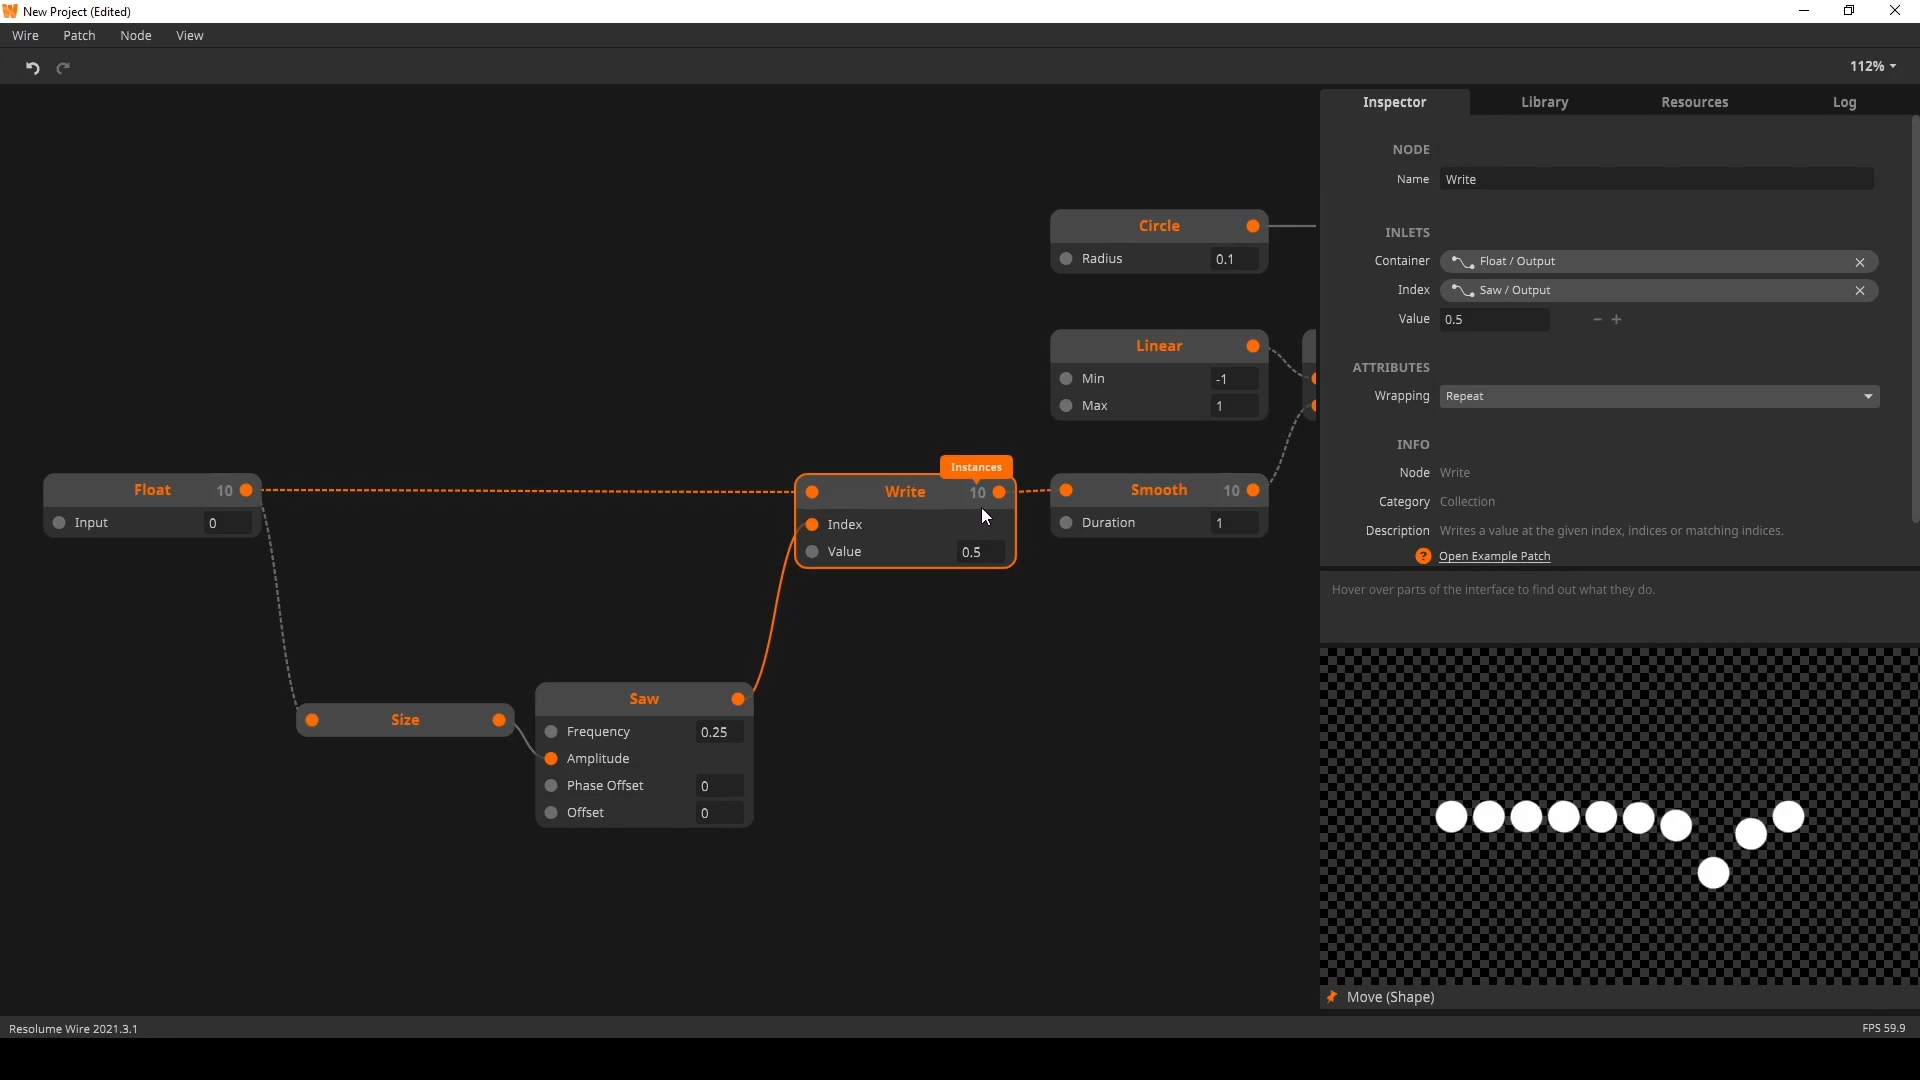 New Project (Edited)
Wire Patch Node View
112%
Inspector Library Resources Log
NODE
Name Write
INLETS
Container Float / Output
Index Saw / Output
Value 0.5
ATTRIBUTES
Wrapping Repeat
INFO
Node Write
Category Collection
Description Writes a value at the given index, indices or matching indices.
? Open Example Patch
Hover over parts of the interface to find out what they do.
Move (Shape)
Circle
Radius 0.1
Linear
Min -1
Max 1
Float 10
Input 0
Instances
Write 10
Index
Value 0.5
Smooth 10
Duration 1
Size
Saw
Frequency 0.25
Amplitude
Phase Offset 0
Offset 0
Resolume Wire 2021.3.1
FPS 59.9